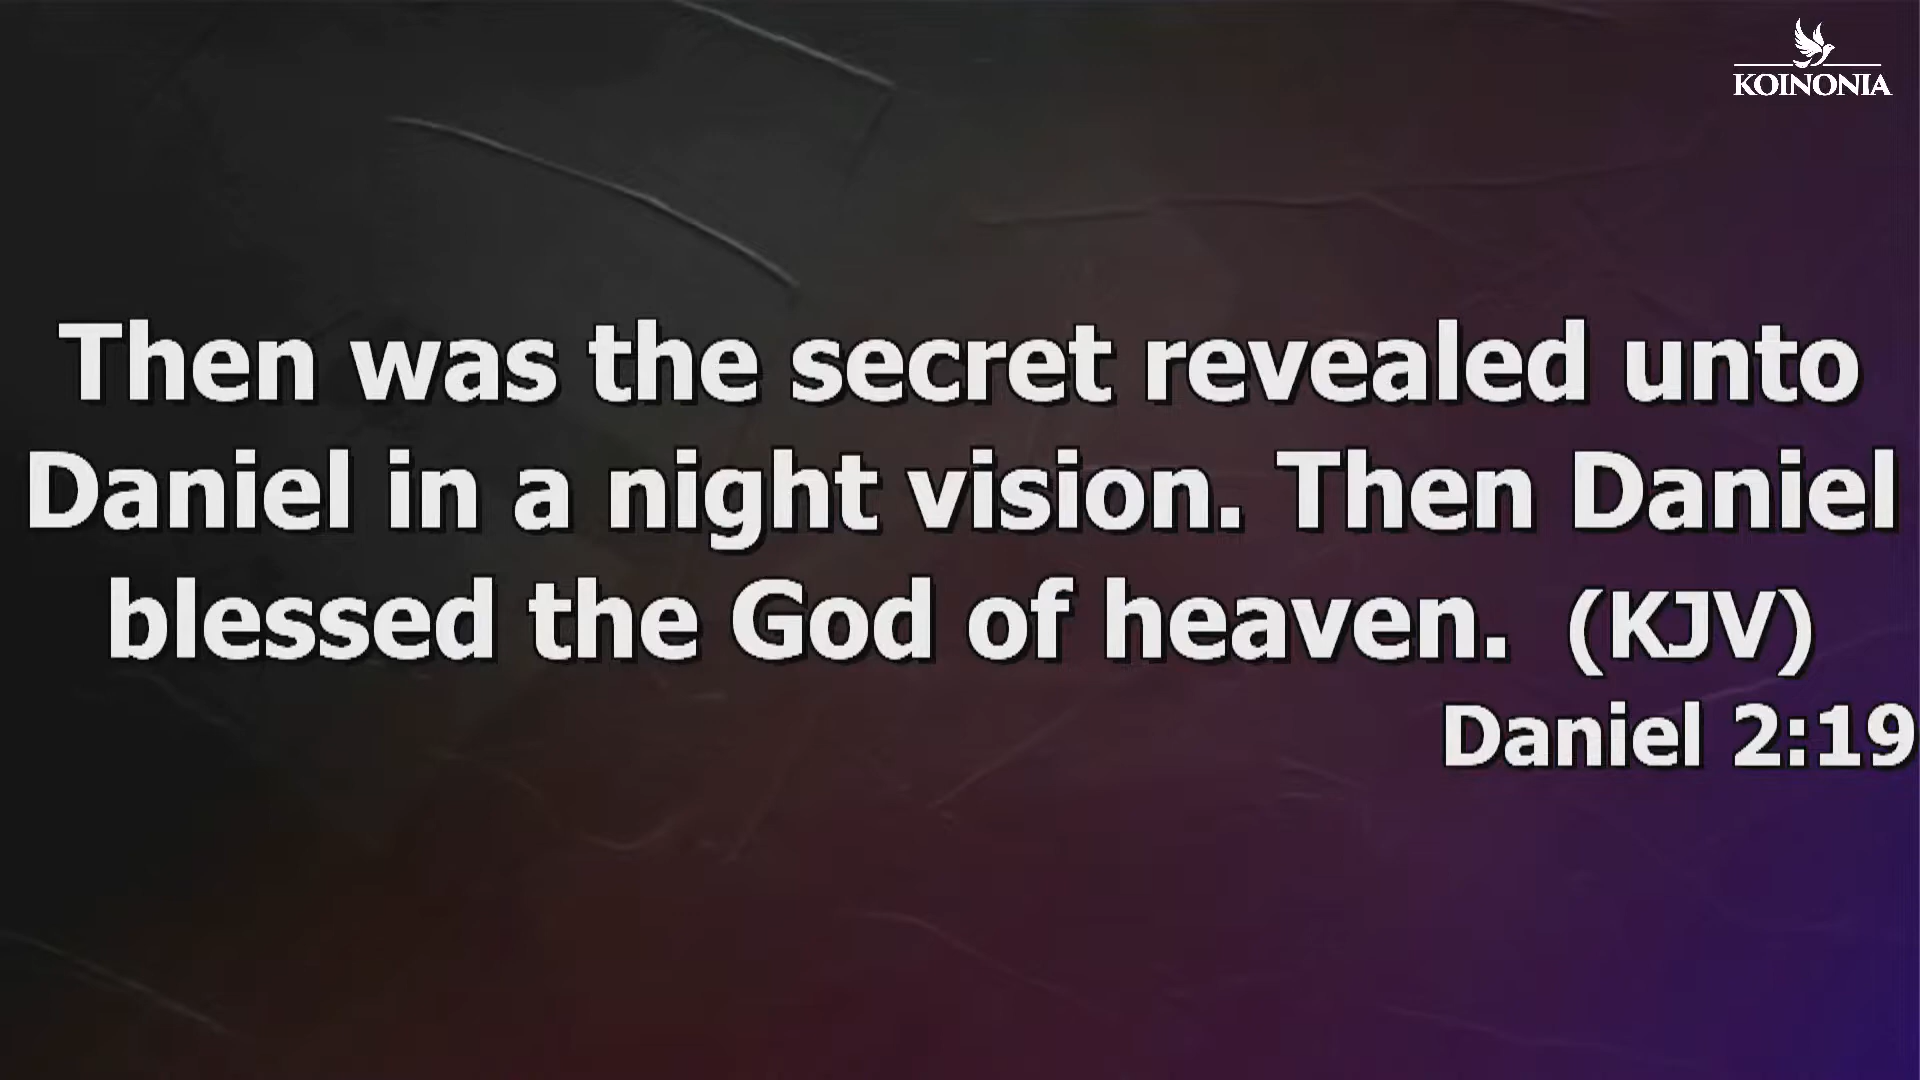 KOINONIA
Then was the secret revealed unto
Daniel in a night vision. Then Daniel
blessed the God of heaven. (KJV)
Daniel 2:19